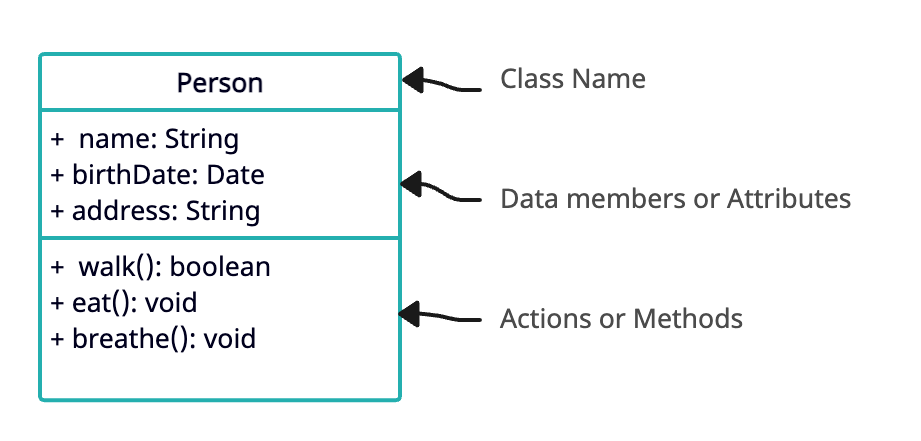 Person
Class Name
+ name: String
+ birthDate: Date
+ address: String
Data members or Attributes
+ walk(): boolean
+ eat(): void
+ breathe(): void
Actions or Methods